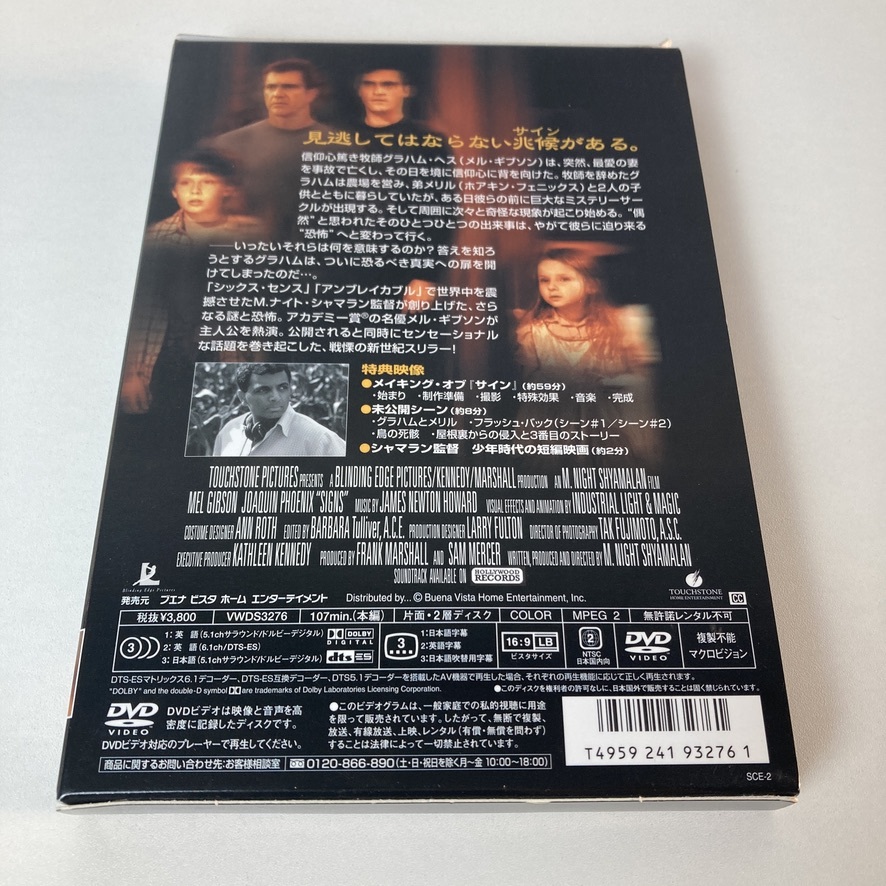 サイン
見逃してはならない兆候がある。
信仰心篤き牧師グラハム・ヘス(メル・ギブソン)は、突然、最愛の妻
を事故で亡くし、その日を境に信仰心に背を向けた。牧師を辞めたグ
ラハムは農場を営み、弟メリル(ホアキン・フェニックス)と2人の子
供とともに暮らしていたが、ある日彼らの前に巨大なミステリーサー
クルが出現する。そして周囲に次々と奇怪な現象が起こり始める。“偶
然”と思われたそのひとつひとつの出来事は、やがて彼らに迫り来る
“恐怖”へと変わって行く。
――いったいそれらは何を意味するのか?答えを知ろ
うとするグラハムは、ついに恐るべき真実への扉を開
けてしまったのだ…。
「シックス・センス」「アンブレイカブル」で世界中を震
撼させたM.ナイト・シャマラン監督が創り上げた、さら
なる謎と恐怖。アカデミー賞®の名優メル・ギブソンが
主人公を熱演。公開されると同時にセンセーショナル
な話題を巻き起こした、戦慄の新世紀スリラー!
特典映像
●メイキング・オブ『サイン』(約59分)
・始まり ・制作準備 ・撮影 ・特殊効果 ・音楽 ・完成
●未公開シーン(約8分)
・グラハムとメリル ・フラッシュ・バック(シーン#1/シーン#2)
・鳥の死骸 ・屋根裏からの侵入と3番目のストーリー
●シャマラン監督 少年時代の短編映画(約2分)
TOUCHSTONE PICTURES PRESENTS A BLINDING EDGE PICTURES/KENNEDY/MARSHALL PRODUCTION AN M. NIGHT SHYAMALAN FILM
MEL GIBSON JOAQUIN PHOENIX "SIGNS" MUSIC BY JAMES NEWTON HOWARD VISUAL EFFECTS AND ANIMATION BY INDUSTRIAL LIGHT & MAGIC
COSTUME DESIGNER ANN ROTH EDITED BY BARBARA Tulliver, A.C.E. PRODUCTION DESIGNER LARRY FULTON DIRECTOR OF PHOTOGRAPHY TAK FUJIMOTO, A.S.C.
EXECUTIVE PRODUCER KATHLEEN KENNEDY PRODUCED BY FRANK MARSHALL AND SAM MERCER WRITTEN, PRODUCED AND DIRECTED BY M. NIGHT SHYAMALAN
SOUNDTRACK AVAILABLE ON HOLLYWOOD RECORDS
Blinding Edge Pictures
TOUCHSTONE
HOME ENTERTAINMENT
発売元 ブエナ ビスタ ホーム エンターテイメント Distributed by... © Buena Vista Home Entertainment, Inc. CC
税抜¥3,800 VWDS3276 107min.(本編) 片面・2層ディスク COLOR MPEG 2 無許諾レンタル不可
3 1: 英 語(5.1chサラウンド/ドルビーデジタル)
2: 英 語(6.1ch/DTS-ES)
3: 日本語(5.1chサラウンド/ドルビーデジタル)
DOLBY DIGITAL
dts ES
3 1:日本語字幕
2:英語字幕
3:日本語吹替用字幕
16:9 LB
ビスタサイズ
2 NTSC
日本国内向
DVD VIDEO
複製不能
マクロビジョン
DTS-ESマトリックス6.1デコーダー、DTS-ES互換デコーダー、DTS5.1デコーダーを搭載したAV機器で再生した場合、それぞれの再生機能に応じて正しく再生されます。
"DOLBY" and the double-D symbol are trademarks of Dolby Laboratories Licensing Corporation. ●このディスクを権利者の許可なしに、日本国外で販売することは固く禁じられています。
DVD VIDEO
DVDビデオは映像と音声を高
密度に記録したディスクです。
DVDビデオ対応のプレーヤーで再生してください。
●このビデオグラムは、一般家庭での私的視聴に用途
を限って販売されています。したがって、無断で複製、
放送、有線放送、上映、レンタル(有償・無償を問わず)
することは法律によって一切禁止されています。
商品に関するお問い合わせ先:お客様相談室 0120-866-890(土・日・祝日を除く月~金 10:00~18:00)
T4959 241 93276 1
SCE-2